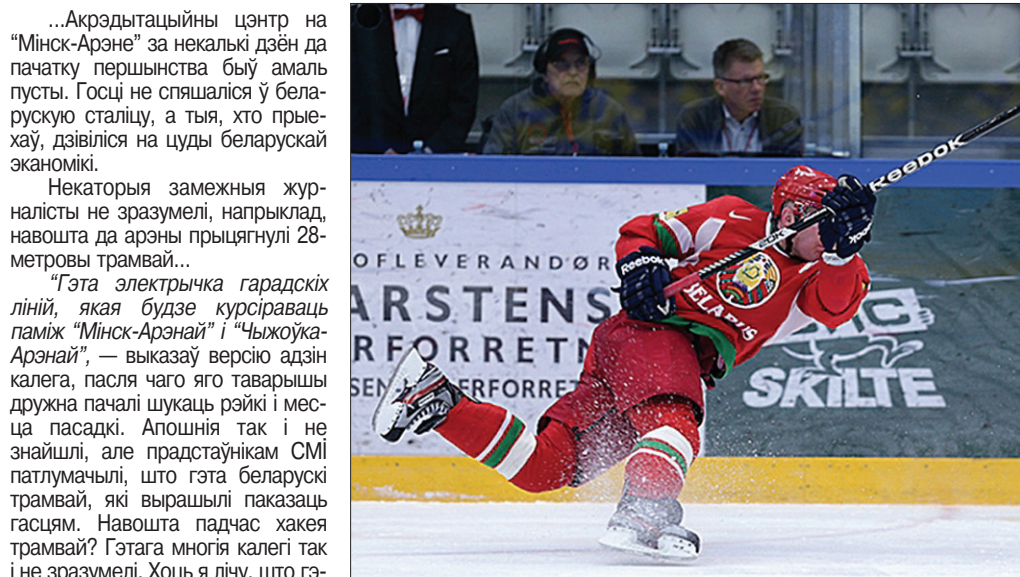 ...Акрэдытацыйны цэнтр на
“Мінск-Арэне” за некалькі дзён да
пачатку першынства быў амаль
пусты. Госці не спяшаліся ў бела-
рускую сталіцу, а тыя, хто прые-
хаў, дзівіліся на цуды беларускай
эканомікі.
Некаторыя замежныя жур-
налісты не зразумелі, напрыклад,
навошта да арэны прыцягнулі 28-
метровы трамвай...
“Гэта электрычка гарадскіх
ліній, якая будзе курсіраваць
паміж “Мінск-Арэнай” і “Чыжоўка-
Арэнай”, — выказаў версію адзін
калега, пасля чаго яго таварышы
дружна пачалі шукаць рэйкі і мес-
ца пасадкі. Апошнія так і не
знайшлі, але прадстаўнікам СМІ
патлумачылі, што гэта беларускі
трамвай, які вырашылі паказаць
гасцям. Навошта падчас хакея
трамвай? Гэтага многія калегі так
і не зразумелі. Хоць я лічу, што гэ-
REEBOK
Reebok
BELARUS
OFLEVERANDØR
ARSTENS
RFORRETN
SEN
ERFORRET
SKILTE